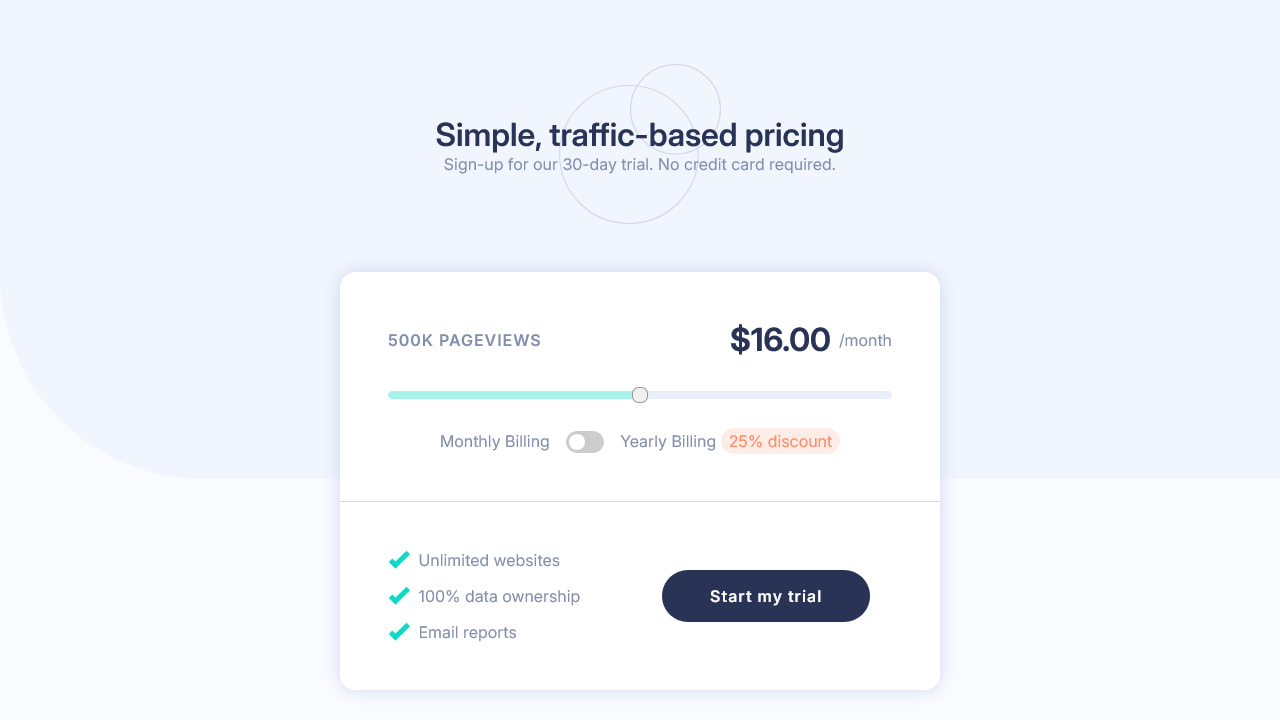 Simple, traffic-based pricing
Sign-up for our 30-day trial. No credit card required.
500K PAGEVIEWS
$16.00 /month
Monthly Billing
Yearly Billing 25% discount
Unlimited websites
100% data ownership
Email reports
Start my trial